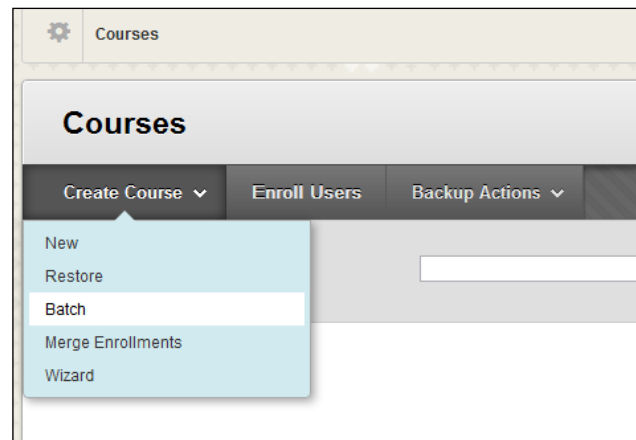 Courses
Courses
Create Course Enroll Users Backup Actions
New
Restore
Batch
Merge Enrollments
Wizard